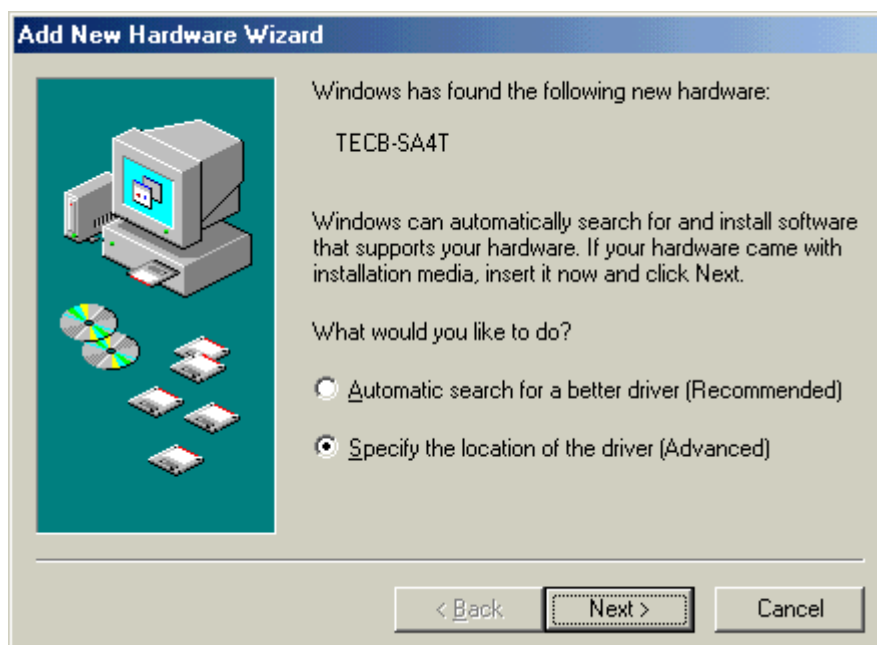 Add New Hardware Wizard
Windows has found the following new hardware:
TECB-SA4T
Windows can automatically search for and install software
that supports your hardware. If your hardware came with
installation media, insert it now and click Next.
What would you like to do?
Automatic search for a better driver (Recommended)
Specify the location of the driver (Advanced)
< Back Next > Cancel